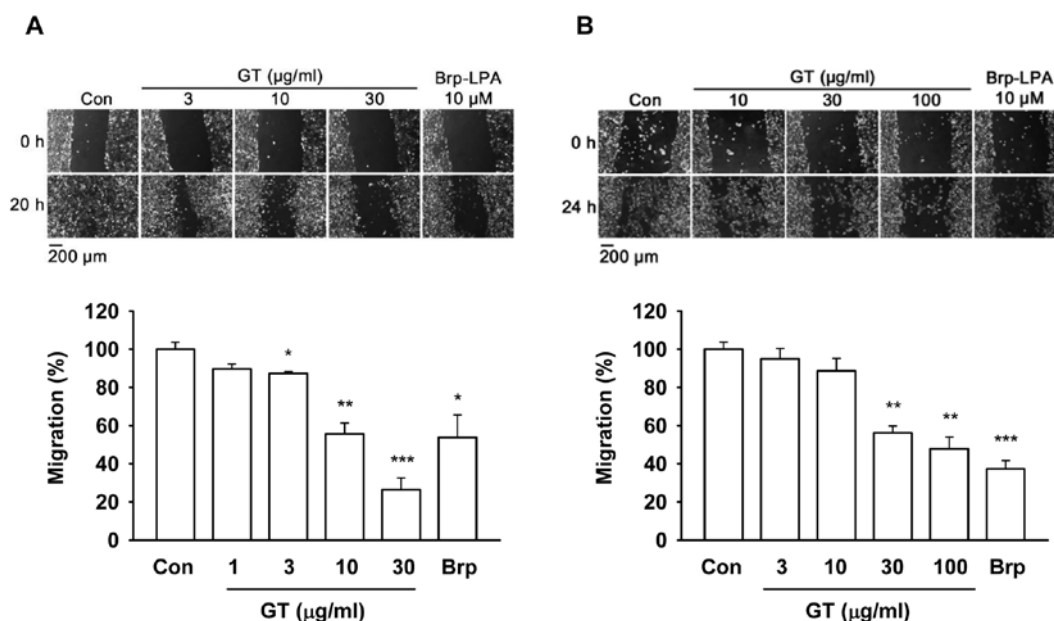 A
GT (μg/ml)
Brp-LPA
Con 3 10 30 10 μM
0 h
20 h
200 μm
120
100
80
60
40
20
0
Migration (%)
*
**
***
*
Con 1 3 10 30 Brp
GT (μg/ml)
B
GT (μg/ml)
Brp-LPA
Con 10 30 100 10 μM
0 h
24 h
200 μm
120
100
80
60
40
20
0
Migration (%)
**
**
***
Con 3 10 30 100 Brp
GT (μg/ml)